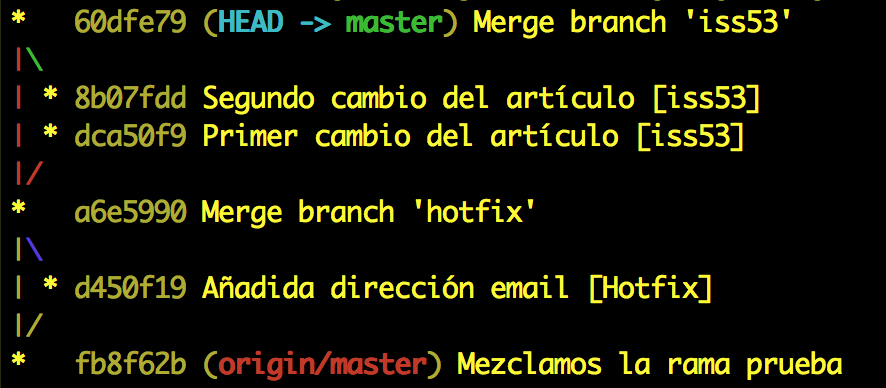 *   60dfe79 (HEAD -> master) Merge branch 'iss53'
|\
| * 8b07fdd Segundo cambio del artículo [iss53]
| * dca50f9 Primer cambio del artículo [iss53]
|/
*   a6e5990 Merge branch 'hotfix'
|\
| * d450f19 Añadida dirección email [Hotfix]
|/
*   fb8f62b (origin/master) Mezclamos la rama prueba